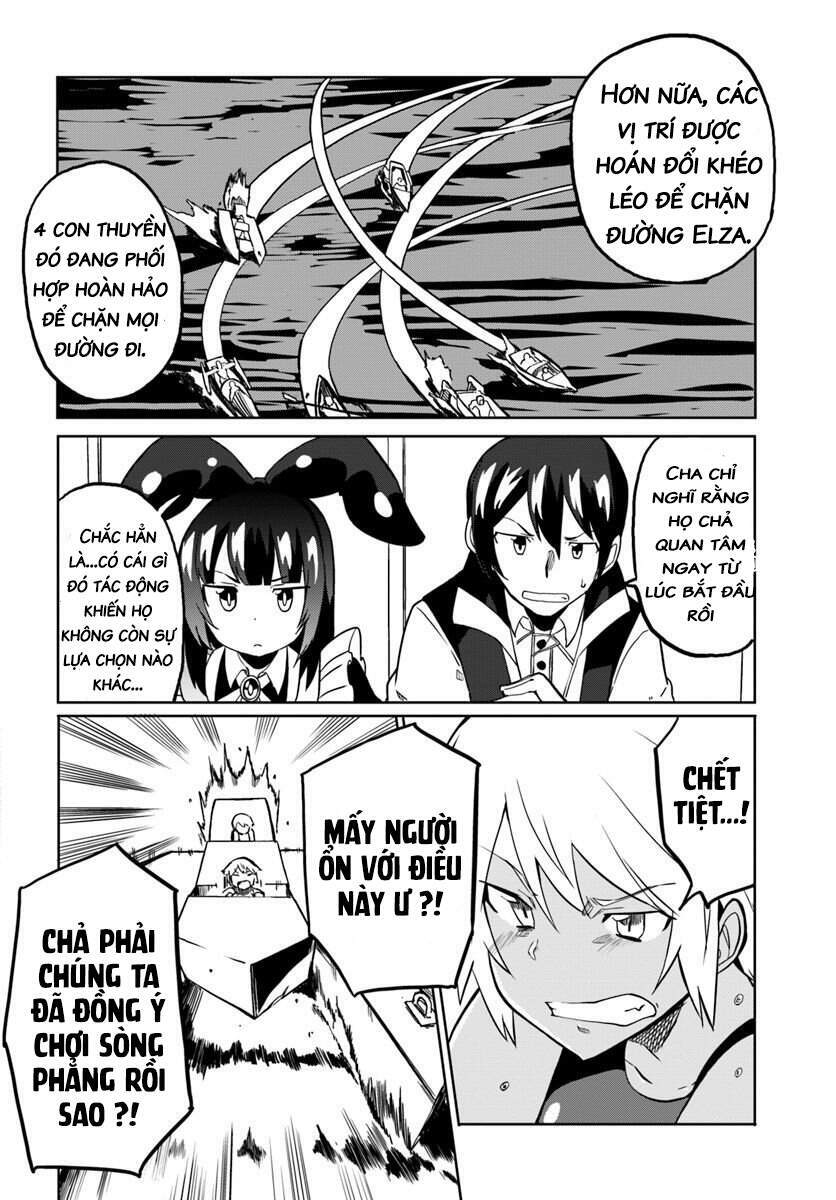 HƠN NỮA, CÁC
VỊ TRÍ ĐƯỢC
HOÁN ĐỔI KHÉO
LÉO ĐỂ CHẶN
ĐƯỜNG ELZA.
4 CON THUYỀN
ĐÓ ĐANG PHỐI
HỢP HOÀN HẢO
ĐỂ CHẶN MỌI
ĐƯỜNG ĐI.
CHA CHỈ
NGHĨ RẰNG
HỌ CHẢ
QUAN TÂM
NGAY TỪ
LÚC BẮT ĐẦU
RỒI
CHẮC HẲN
LÀ...CÓ CÁI GÌ
ĐÓ TÁC ĐỘNG
KHIẾN HỌ
KHÔNG CÒN SỰ
LỰA CHỌN NÀO
KHÁC...
CHẾT
TIỆT...!
MẤY NGƯỜI
ỔN VỚI ĐIỀU
NÀY Ư ?!
CHẢ PHẢI
CHÚNG TA
ĐÃ ĐỒNG Ý
CHỢI SÒNG
PHẲNG RỒI
SAO ?!